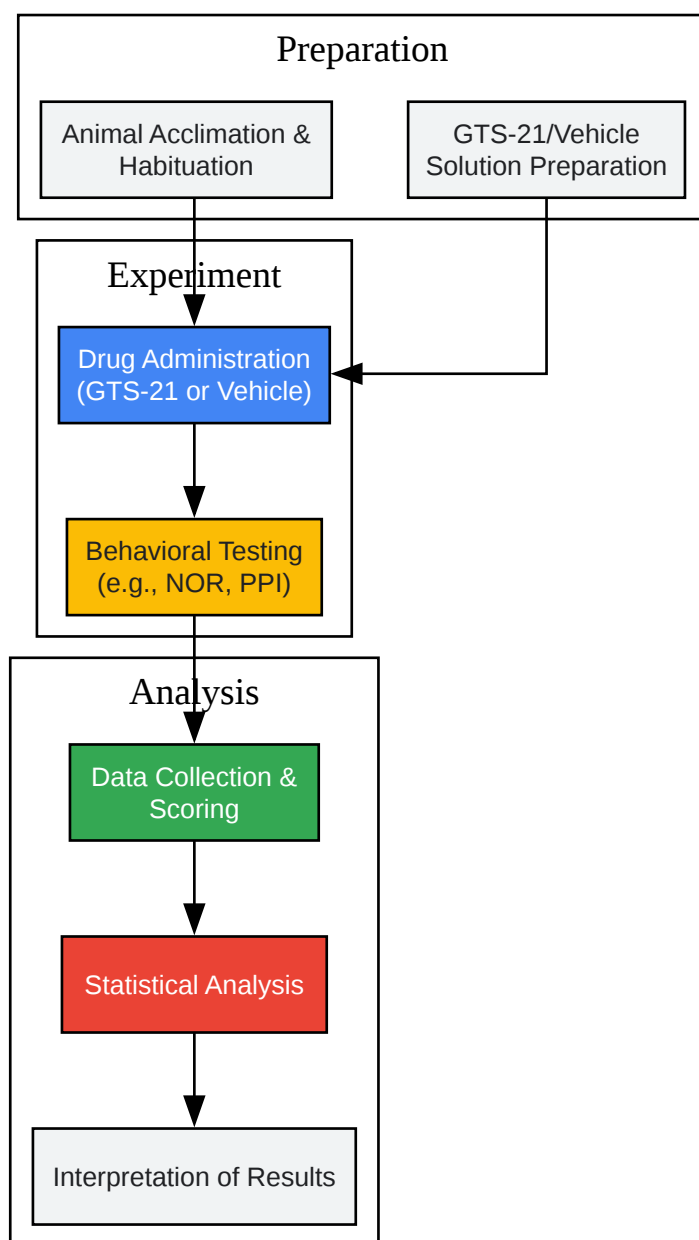 Preparation
Animal Acclimation &
Habituation
GTS-21/Vehicle
Solution Preparation
Experiment
Drug Administration
(GTS-21 or Vehicle)
Behavioral Testing
(e.g., NOR, PPI)
Analysis
Data Collection &
Scoring
Statistical Analysis
Interpretation of Results